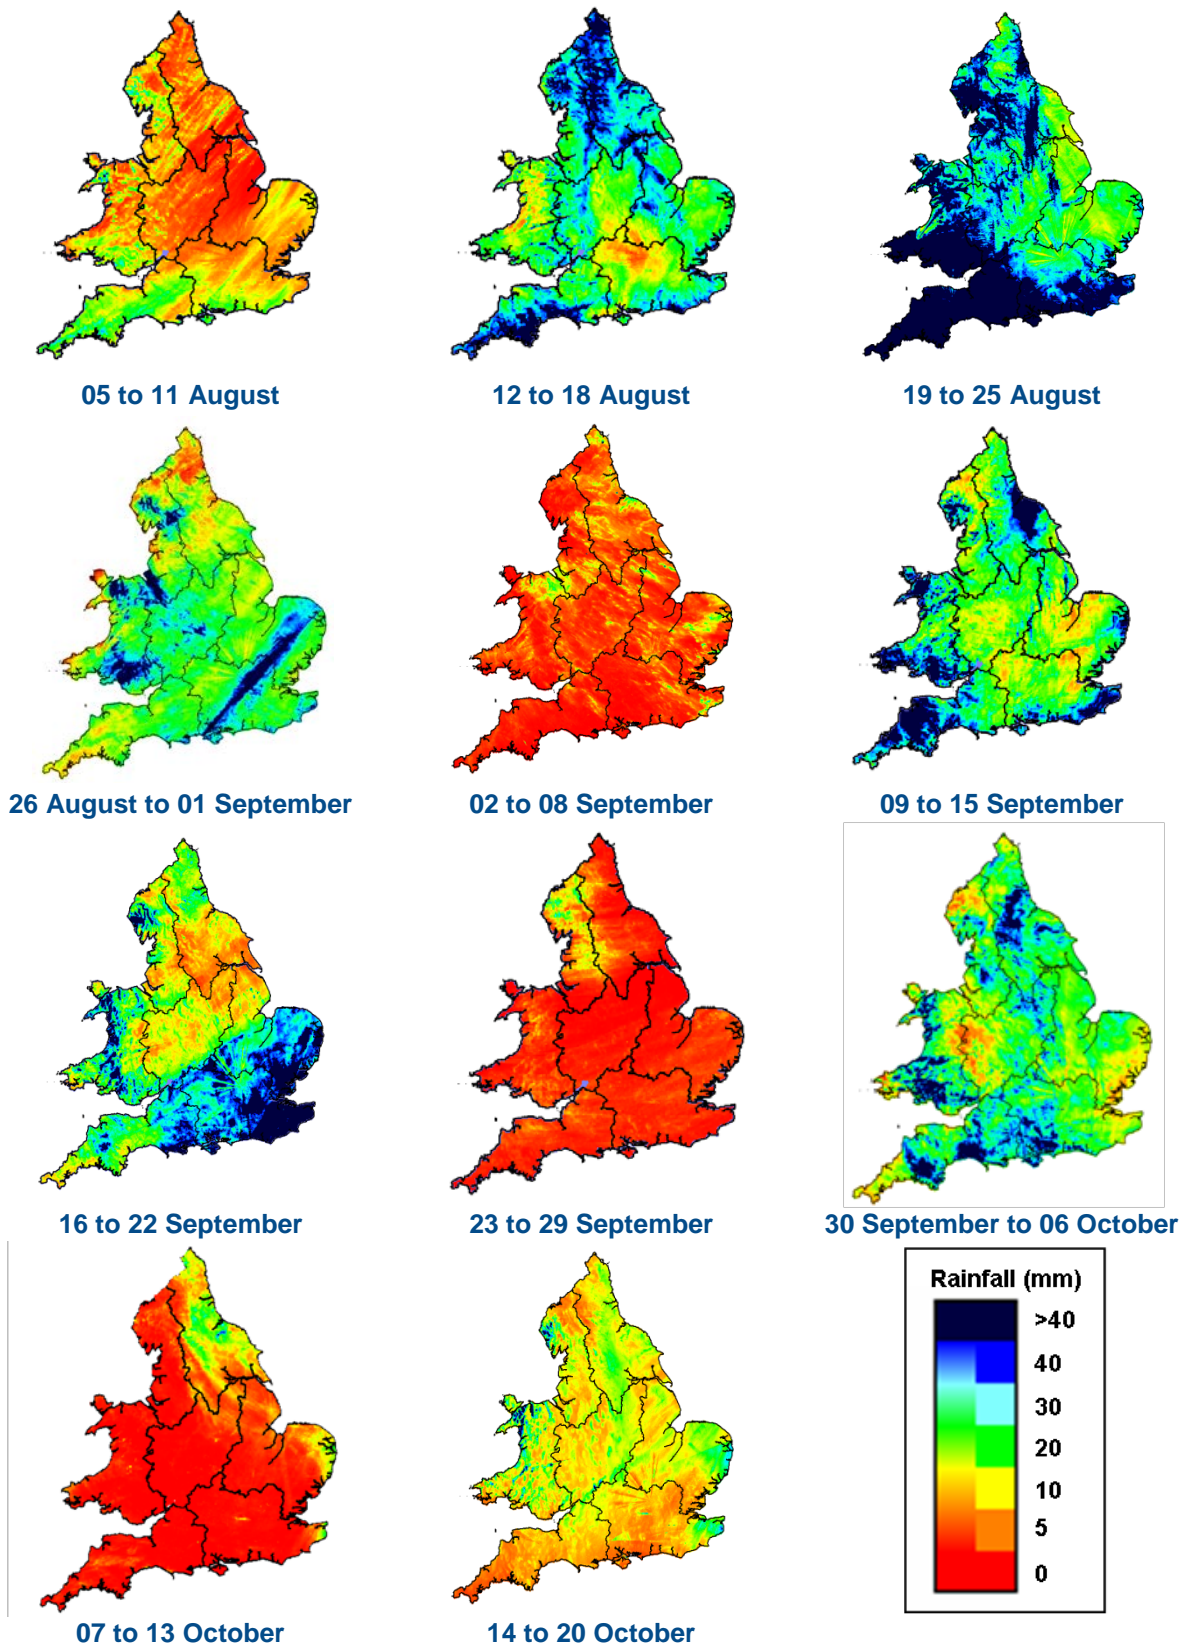 05 to 11 August
12 to 18 August
19 to 25 August
26 August to 01 September
02 to 08 September
09 to 15 September
16 to 22 September
23 to 29 September
30 September to 06 October
07 to 13 October
14 to 20 October
Rainfall (mm)
>40
40
30
20
10
5
0